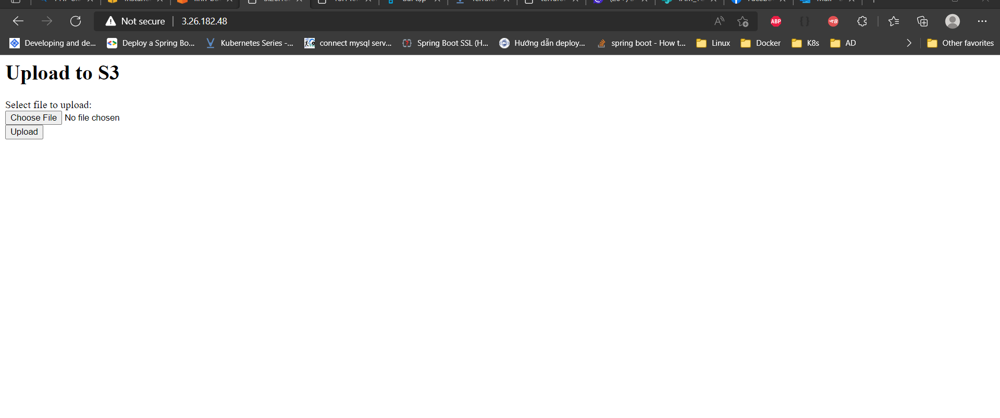 Not secure 3.26.182.48
ABP
Developing and de... Deploy a Spring Bo... Kubernetes Series -... connect mysql serv... Spring Boot SSL (H... Hướng dẫn deploy... spring boot - How t... Linux Docker K8s AD Other favorites
Upload to S3
Select file to upload:
Choose File No file chosen
Upload